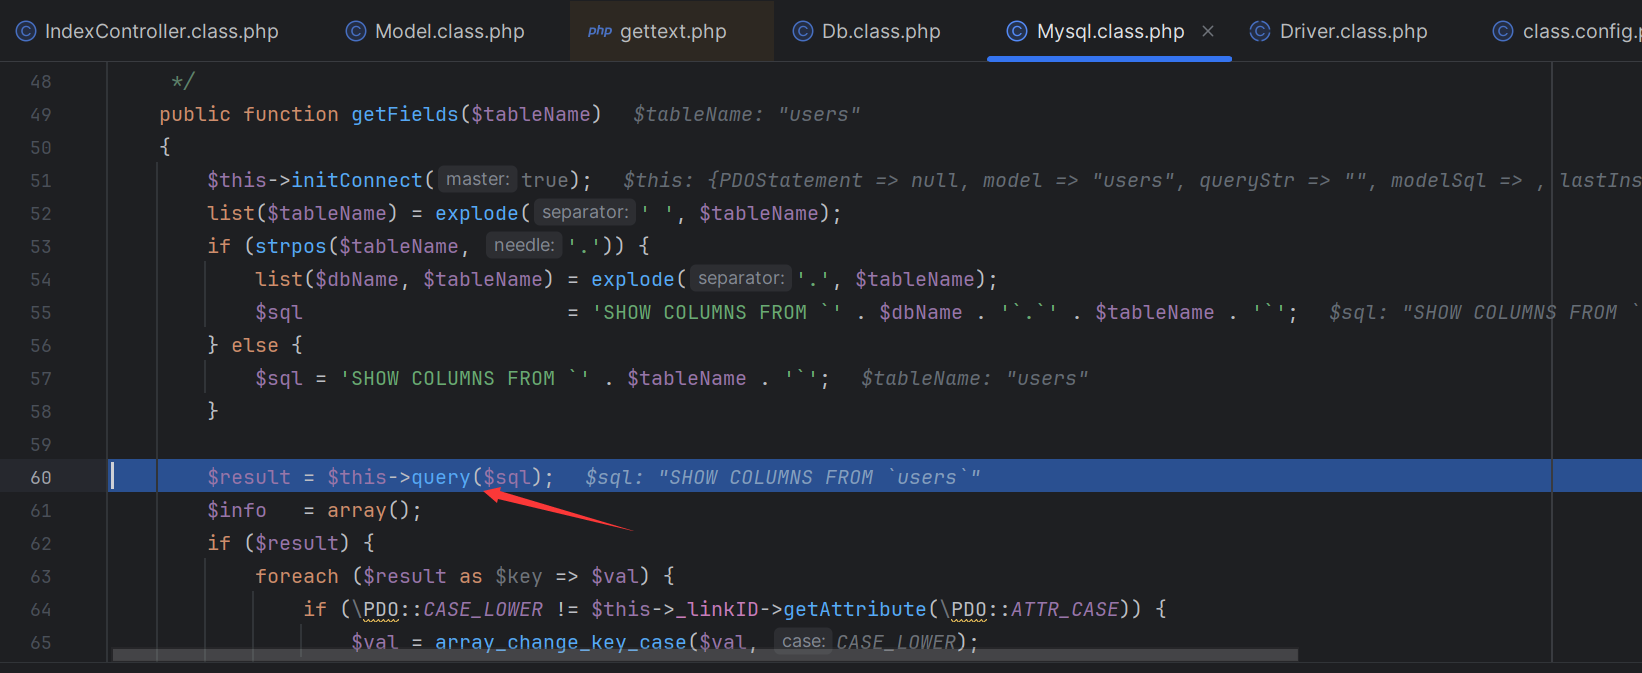 IndexController.class.php Model.class.php php gettext.php Db.class.php Mysql.class.php × Driver.class.php class.config.
48 */
49 public function getFields($tableName) $tableName: "users"
50 {
51 $this->initConnect( master: true); $this: {PDOStatement => null, model => "users", queryStr => "", modelSql => , lastIns
52 list($tableName) = explode( separator: ' ', $tableName);
53 if (strpos($tableName, needle: '.')) {
54 list($dbName, $tableName) = explode( separator: '.', $tableName);
55 $sql = 'SHOW COLUMNS FROM `' . $dbName . '`.`' . $tableName . '`'; $sql: "SHOW COLUMNS FROM `
56 } else {
57 $sql = 'SHOW COLUMNS FROM `' . $tableName . '`'; $tableName: "users"
58 }
59
60 $result = $this->query($sql); $sql: "SHOW COLUMNS FROM `users`"
61 $info = array();
62 if ($result) {
63 foreach ($result as $key => $val) {
64 if (\PDO::CASE_LOWER != $this->_linkID->getAttribute(\PDO::ATTR_CASE)) {
65 $val = array_change_key_case($val, case: CASE_LOWER);